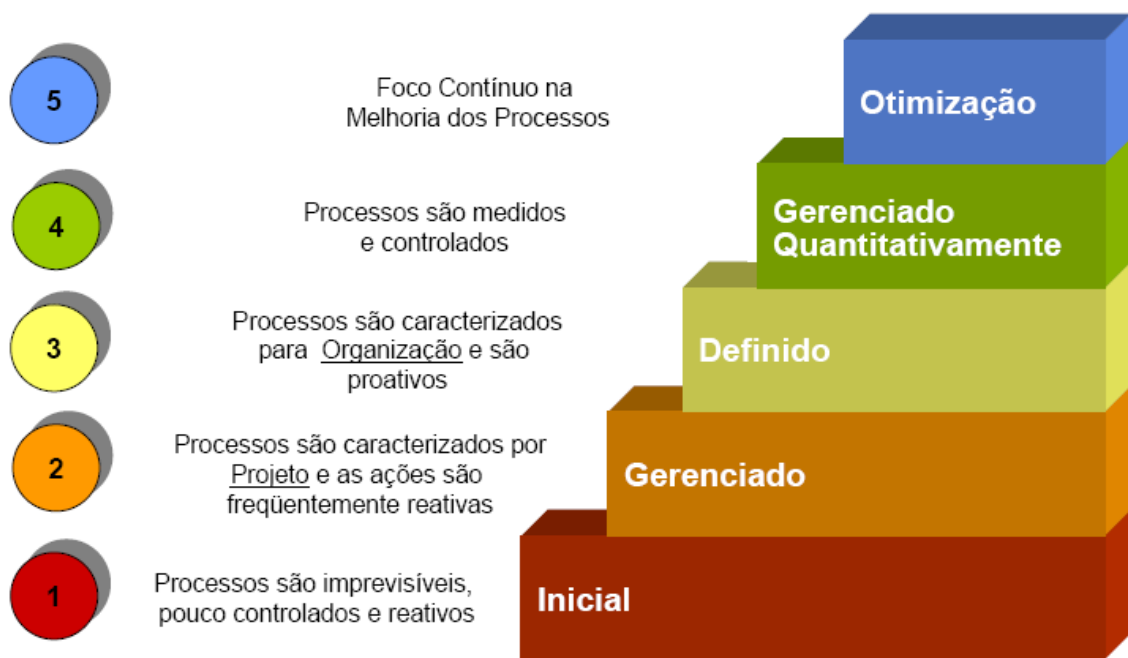 5
Foco Contínuo na
Melhoria dos Processos
Otimização
4
Processos são medidos
e controlados
Gerenciado
Quantitativamente
3
Processos são caracterizados
para Organização e são
proativos
Definido
2
Processos são caracterizados por
Projeto e as ações são
freqüentemente reativas
Gerenciado
1
Processos são imprevisíveis,
pouco controlados e reativos
Inicial